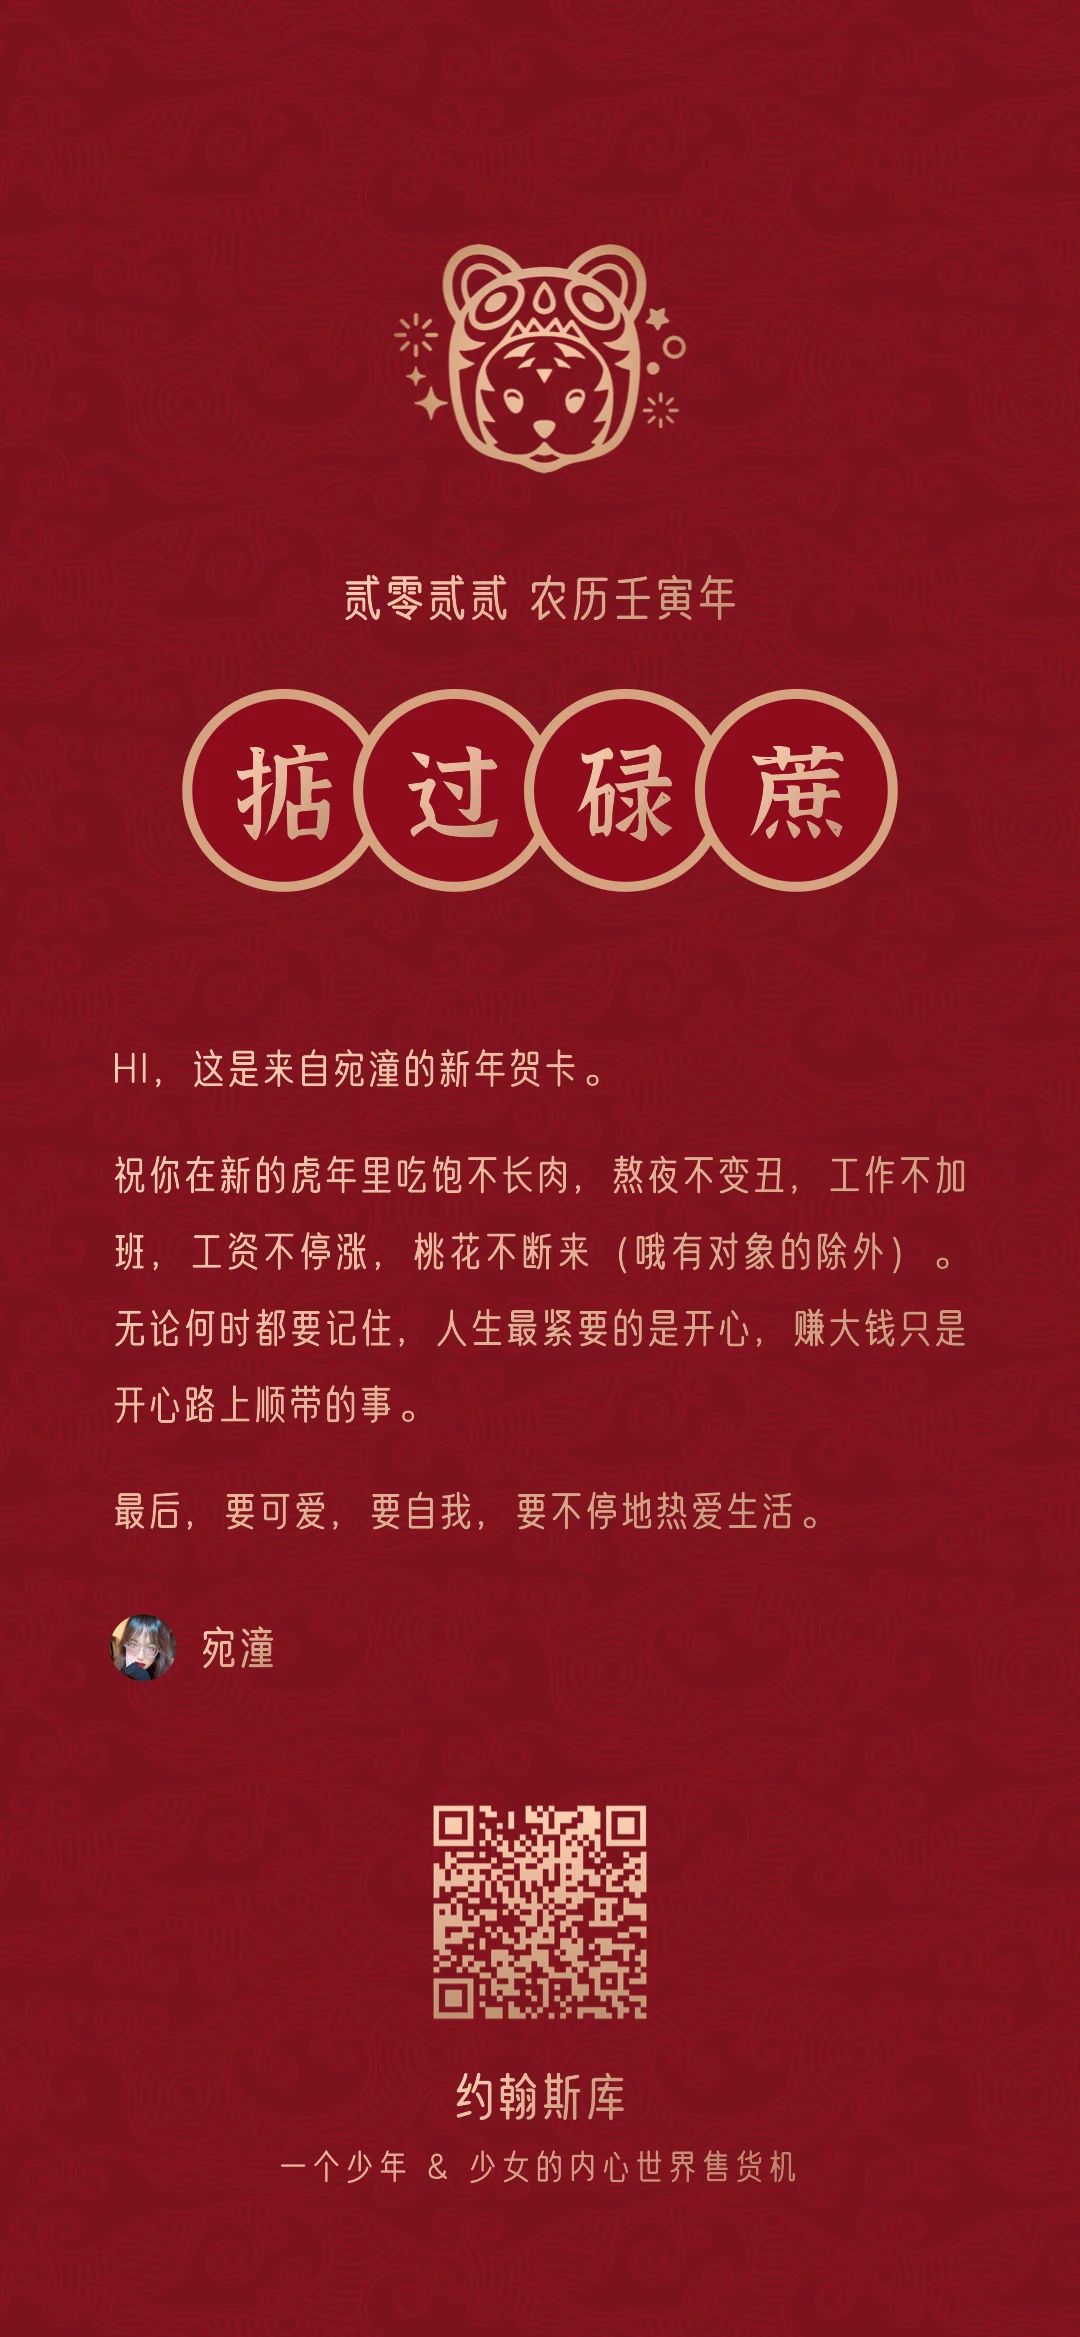 贰零贰贰 农历壬寅年
掂过碌蔗
HI，这是来自宛潼的新年贺卡。
祝你在新的虎年里吃饱不长肉，熬夜不变丑，工作不加
班，工资不停涨，桃花不断来（哦有对象的除外）。
无论何时都要记住，人生最紧要的是开心，赚大钱只是
开心路上顺带的事。
最后，要可爱，要自我，要不停地热爱生活。
宛潼
约翰斯库
一个少年 & 少女的内心世界售货机